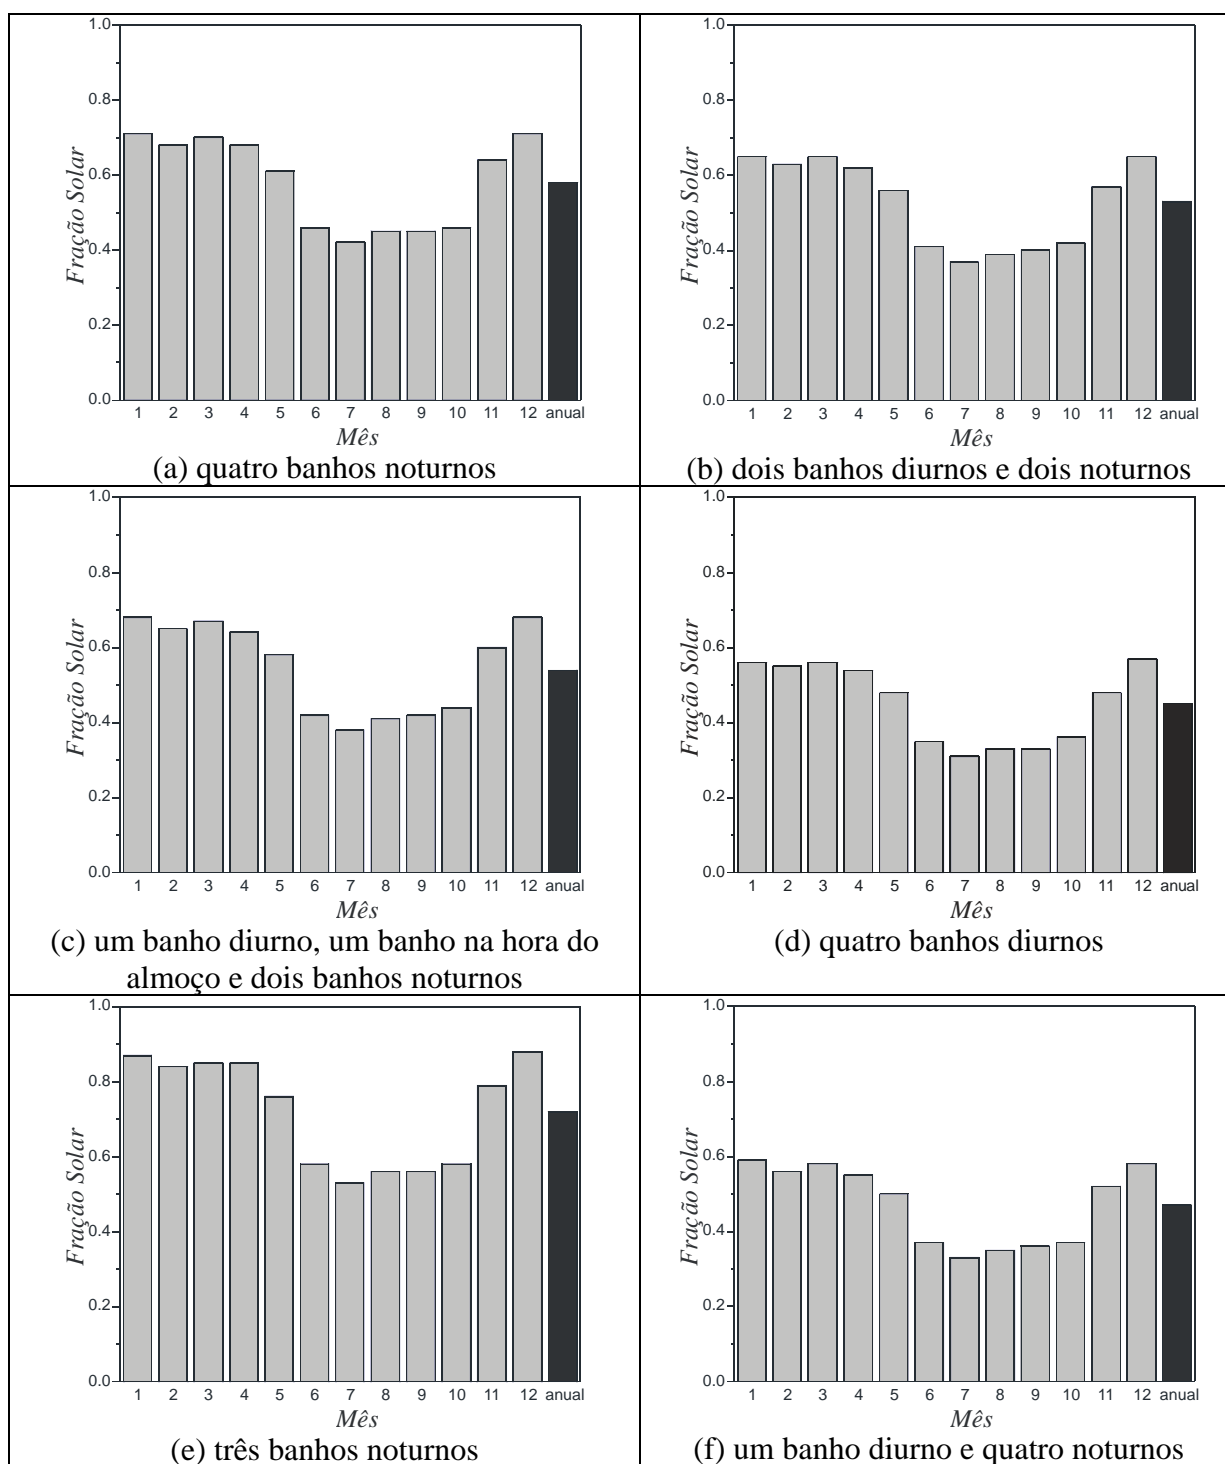 1.0
0.8
0.6
0.4
0.2
0.0
Fração Solar
1 2 3 4 5 6 7 8 9 10 11 12 anual
Mês
(a) quatro banhos noturnos
1.0
0.8
0.6
0.4
0.2
0.0
Fração Solar
1 2 3 4 5 6 7 8 9 10 11 12 anual
Mês
(b) dois banhos diurnos e dois noturnos
1.0
0.8
0.6
0.4
0.2
0.0
Fração Solar
1 2 3 4 5 6 7 8 9 10 11 12 anual
Mês
(c) um banho diurno, um banho na hora do
almoço e dois banhos noturnos
1.0
0.8
0.6
0.4
0.2
0.0
Fração Solar
1 2 3 4 5 6 7 8 9 10 11 12 anual
Mês
(d) quatro banhos diurnos
1.0
0.8
0.6
0.4
0.2
0.0
Fração Solar
1 2 3 4 5 6 7 8 9 10 11 12 anual
Mês
(e) três banhos noturnos
1.0
0.8
0.6
0.4
0.2
0.0
Fração Solar
1 2 3 4 5 6 7 8 9 10 11 12 anual
Mês
(f) um banho diurno e quatro noturnos